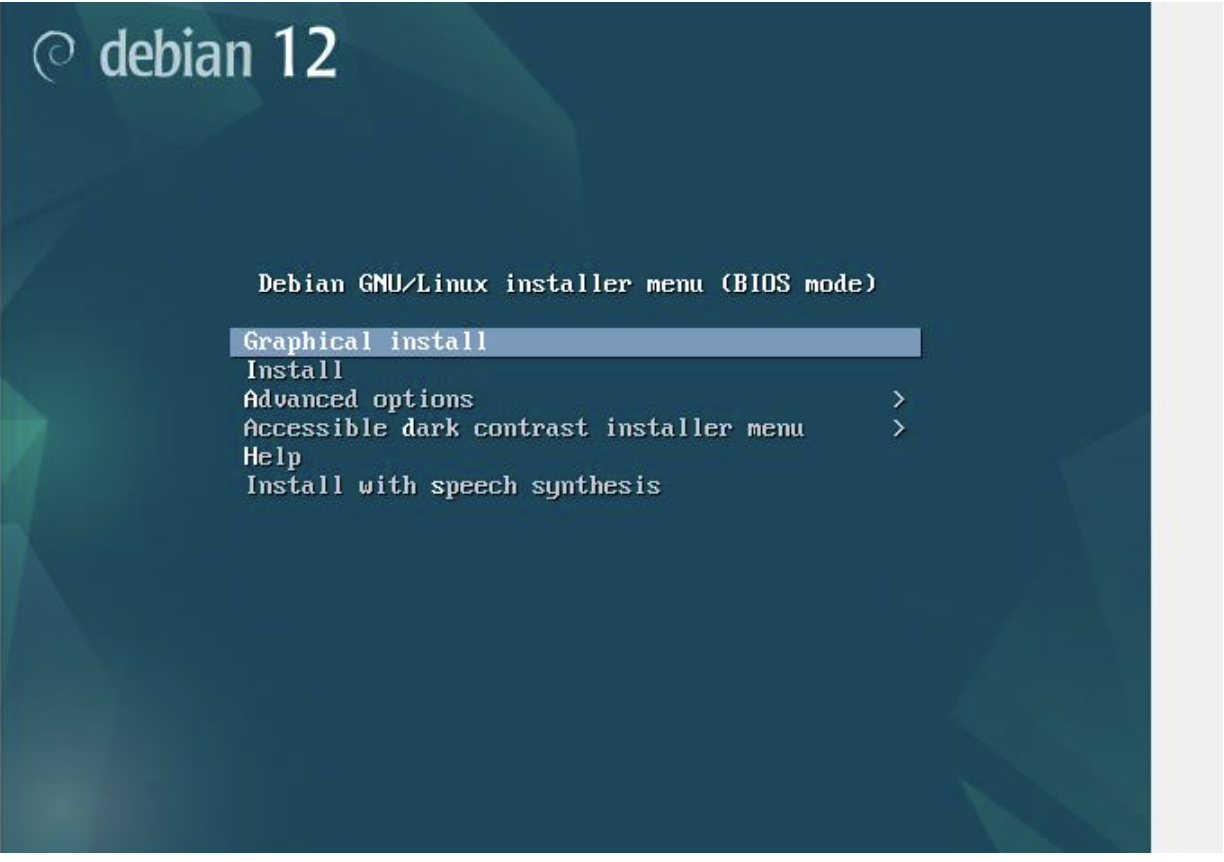 debian 12
Debian GNU/Linux installer menu (BIOS mode)
Graphical install
Install
Advanced options >
Accessible dark contrast installer menu >
Help
Install with speech synthesis